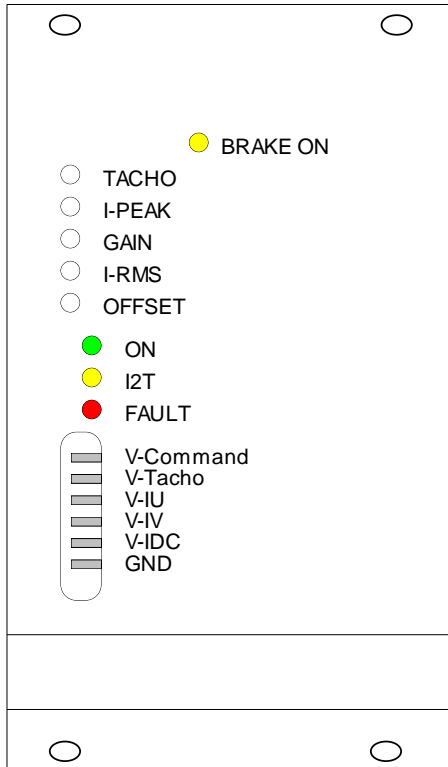 BRAKE ON
TACHO
I-PEAK
GAIN
I-RMS
OFFSET
ON
I2T
FAULT
V-Command
V-Tacho
V-IU
V-IV
V-IDC
GND